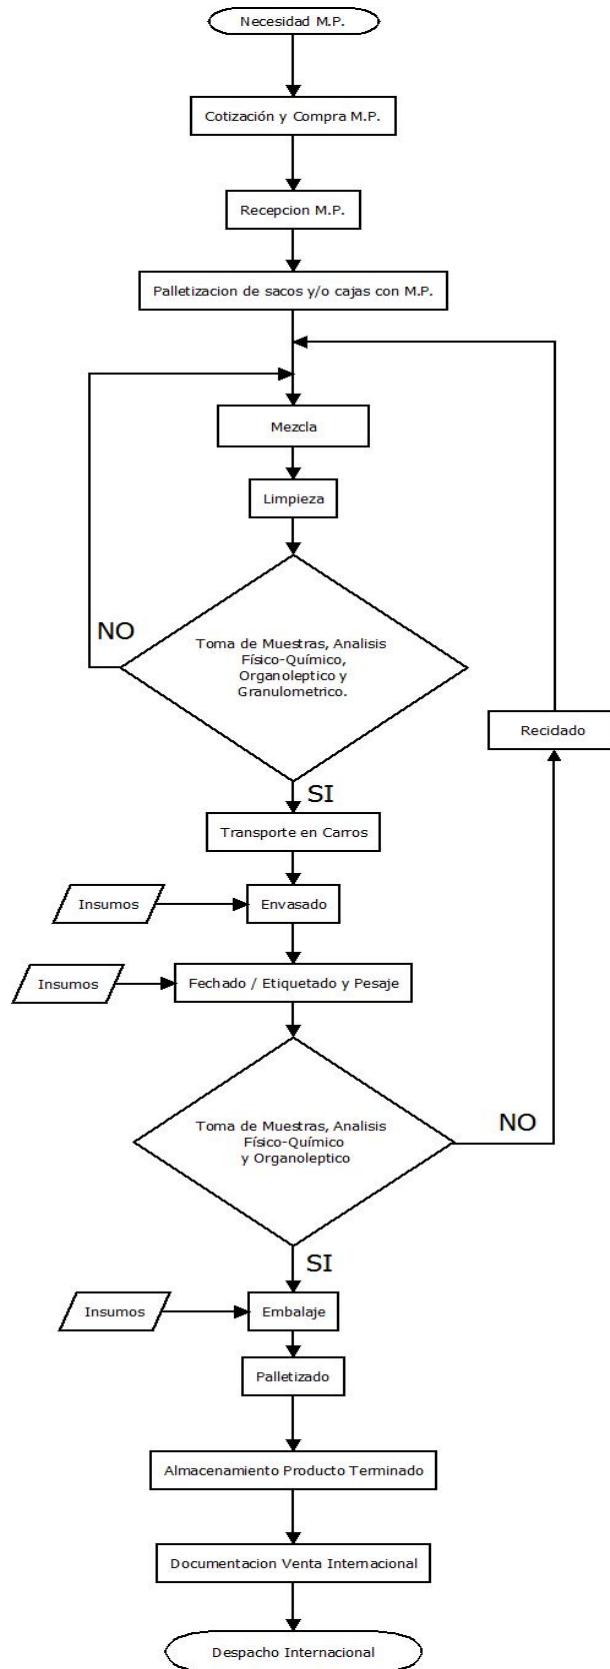 Necesidad M.P.
Cotización y Compra M.P.
Recepcion M.P.
Palletizacion de sacos y/o cajas con M.P.
Mezcla
Limpieza
Toma de Muestras, Analisis
Físico-Químico,
Organoleptico y
Granulometrico.
NO
Recidado
SI
Transporte en Carros
Insumos
Envasado
Insumos
Fechado / Etiquetado y Pesaje
Toma de Muestras, Analisis
Físico-Químico
y Organoleptico
NO
SI
Insumos
Embalaje
Palletizado
Almacenamiento Producto Terminado
Documentacion Venta Internacional
Despacho Internacional